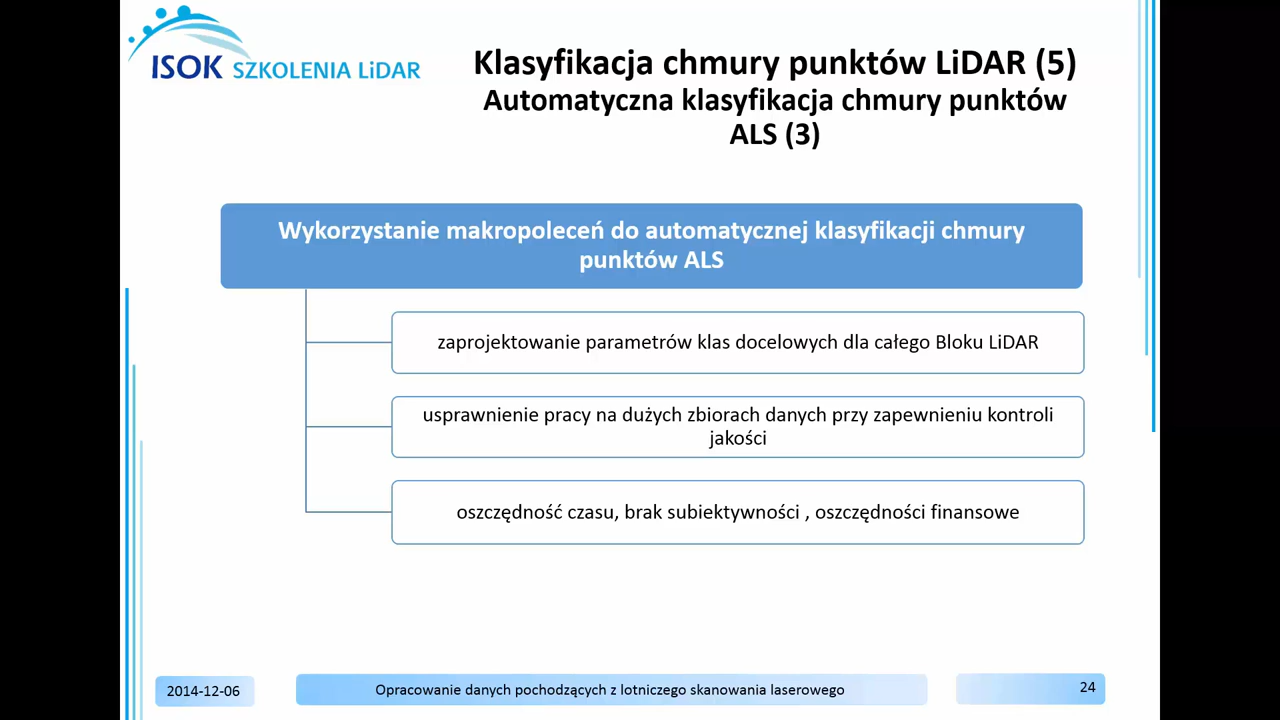 ISOK SZKOLENIA LiDAR
Klasyfikacja chmury punktów LiDAR (5)
Automatyczna klasyfikacja chmury punktów
ALS (3)
Wykorzystanie makropoleceń do automatycznej klasyfikacji chmury
punktów ALS
zaprojektowanie parametrów klas docelowych dla całego Bloku LiDAR
usprawnienie pracy na dużych zbiorach danych przy zapewnieniu kontroli
jakości
oszczędność czasu, brak subiektywności , oszczędności finansowe
2014-12-06
Opracowanie danych pochodzących z lotniczego skanowania laserowego
24